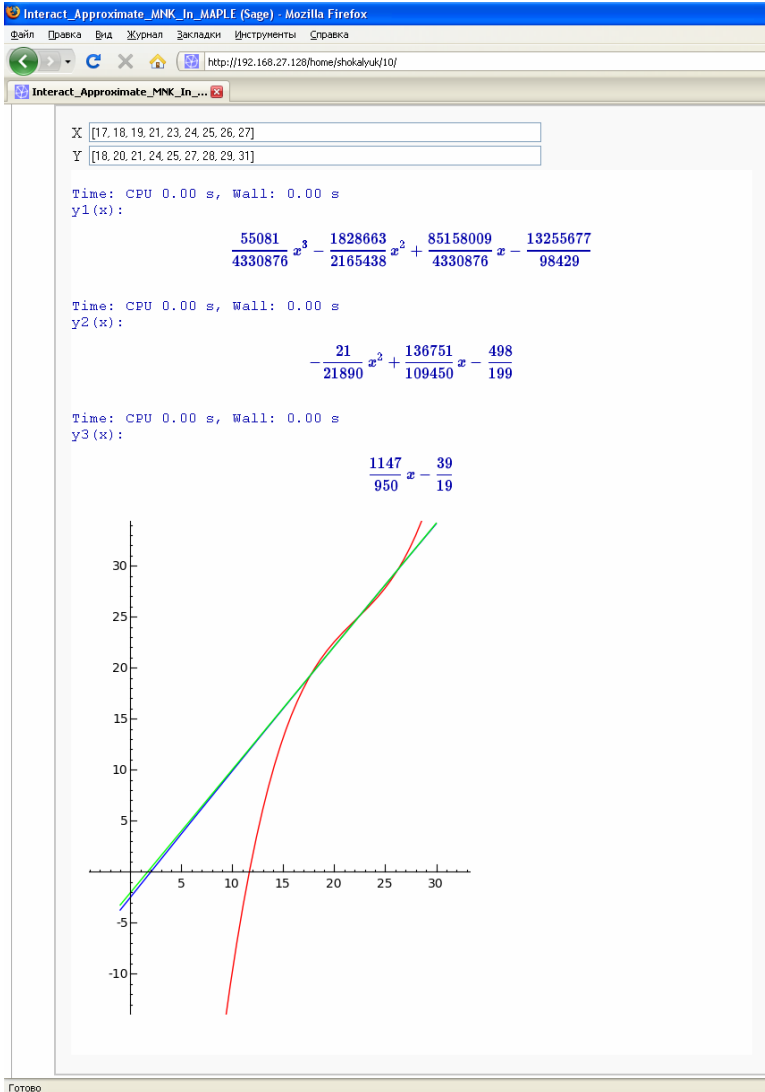 Interact_Approximate_MNK_In_MAPLE (Sage) - Mozilla Firefox
Файл Правка Вид Журнал Закладки Инструменты Справка
http://192.168.27.128/home/shokalyuk/10/
Interact_Approximate_MNK_In_...
X [17, 18, 19, 21, 23, 24, 25, 26, 27]
Y [18, 20, 21, 24, 25, 27, 28, 29, 31]
Time: CPU 0.00 s, Wall: 0.00 s
y1(x):
55081/4330876 x³ − 1828663/2165438 x² + 85158009/4330876 x − 13255677/98429
Time: CPU 0.00 s, Wall: 0.00 s
y2(x):
−21/21890 x² + 136751/109450 x − 498/199
Time: CPU 0.00 s, Wall: 0.00 s
y3(x):
1147/950 x − 39/19
30
25
20
15
10
5
5 10 15 20 25 30
-5
-10
Готово